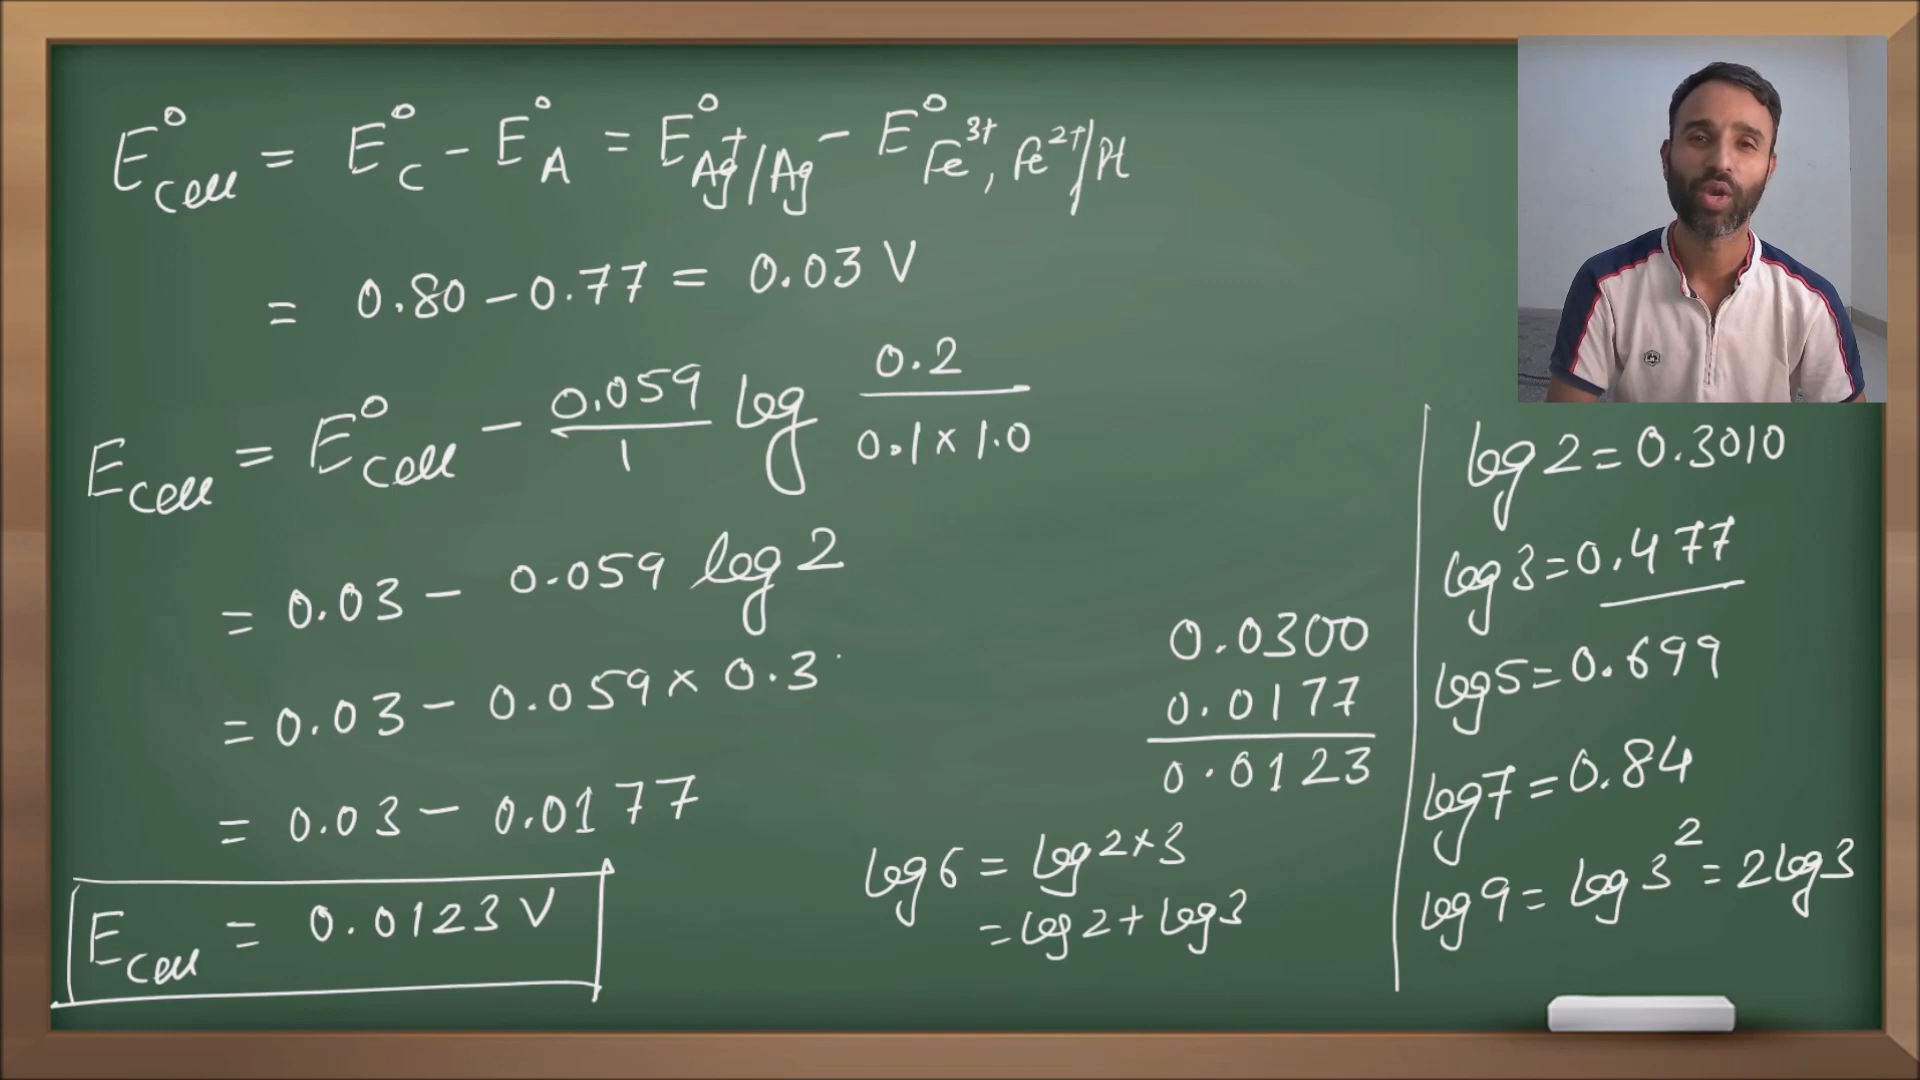 E°cell = E°C - E°A = E°Ag+/Ag - E°Fe3+, Fe2+/Pt
= 0.80 - 0.77 = 0.03 V
Ecell = E°cell - 0.059/1 log 0.2/(0.1 × 1.0)
= 0.03 - 0.059 log 2
= 0.03 - 0.059 × 0.3
= 0.03 - 0.0177
Ecell = 0.0123 V
0.0300
0.0177
0.0123
log 6 = log 2 × 3
= log 2 + log 3
log 2 = 0.3010
log 3 = 0.477
log 5 = 0.699
log 7 = 0.84
log 9 = log 3² = 2 log 3